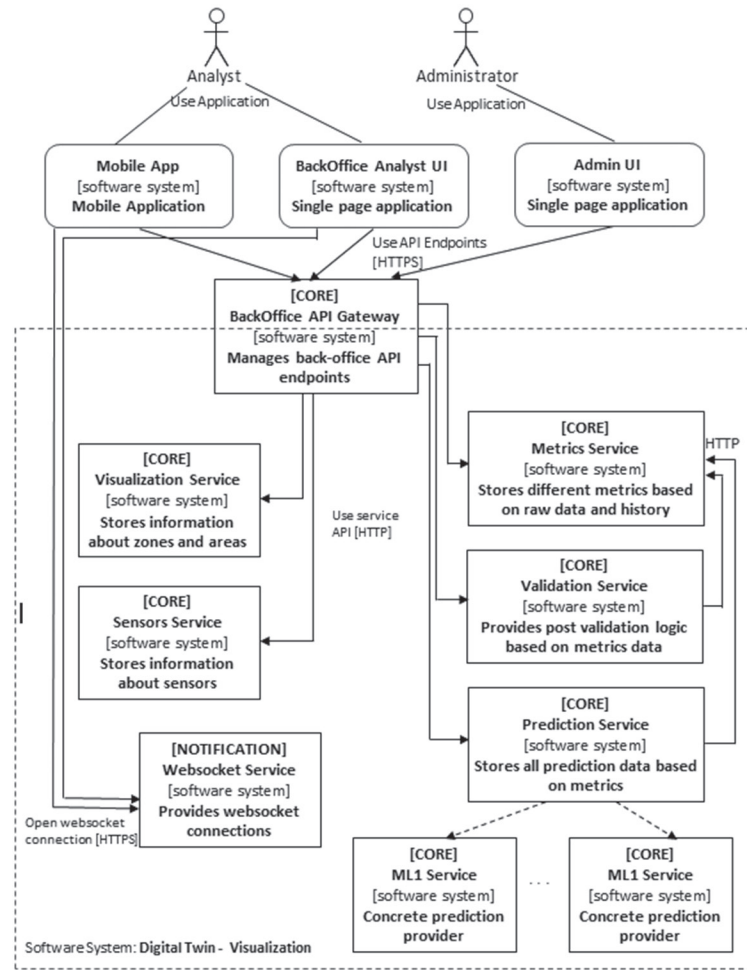 Analyst
Administrator
Use Application
Use Application
Mobile App
[software system]
Mobile Application
BackOffice Analyst UI
[software system]
Single page application
Admin UI
[software system]
Single page application
Use API Endpoints
[HTTPS]
[CORE]
BackOffice API Gateway
[software system]
Manages back-office API
endpoints
[CORE]
Visualization Service
[software system]
Stores information
about zones and areas
[CORE]
Metrics Service
[software system]
Stores different metrics based
on raw data and history
HTTP
Use service
API [HTTP]
[CORE]
Sensors Service
[software system]
Stores information
about sensors
[CORE]
Validation Service
[software system]
Provides post validation logic
based on metrics data
[CORE]
Prediction Service
[software system]
Stores all prediction data based
on metrics
[NOTIFICATION]
Websocket Service
[software system]
Provides websocket
connections
Open websocket
connection [HTTPS]
[CORE]
ML1 Service
[software system]
Concrete prediction
provider
...
[CORE]
ML1 Service
[software system]
Concrete prediction
provider
Software System: Digital Twin - Visualization